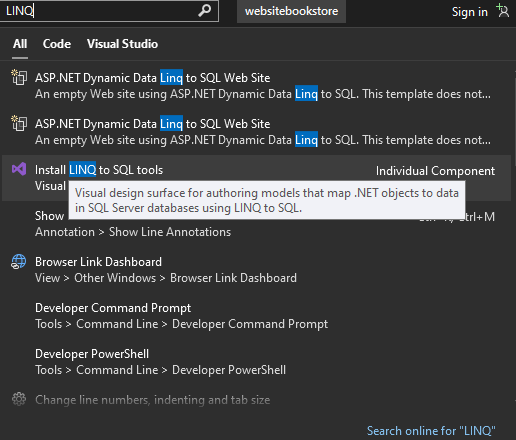 LINQ
websitebookstore
Sign in
All Code Visual Studio
ASP.NET Dynamic Data Linq to SQL Web Site
An empty Web site using ASP.NET Dynamic Data Linq to SQL. This template does not...
ASP.NET Dynamic Data Linq to SQL Web Site
An empty Web site using ASP.NET Dynamic Data Linq to SQL. This template does not...
Install LINQ to SQL tools Individual Component
Visual
Visual design surface for authoring models that map .NET objects to data
in SQL Server databases using LINQ to SQL.
Show
Annotation > Show Line Annotations
Browser Link Dashboard
View > Other Windows > Browser Link Dashboard
Developer Command Prompt
Tools > Command Line > Developer Command Prompt
Developer PowerShell
Tools > Command Line > Developer PowerShell
Change line numbers, indenting and tab size
Search online for "LINQ"